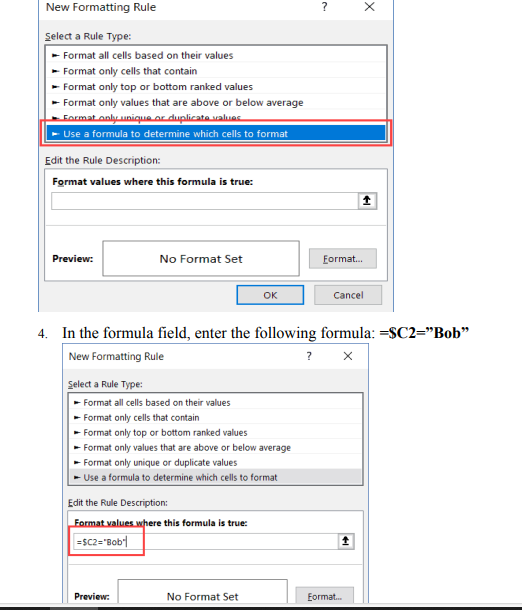 New Formatting Rule ? ×
Select a Rule Type:
► Format all cells based on their values
► Format only cells that contain
► Format only top or bottom ranked values
► Format only values that are above or below average
► Format only unique or duplicate values
► Use a formula to determine which cells to format
Edit the Rule Description:
Format values where this formula is true:
Preview: No Format Set Format...
OK Cancel
4. In the formula field, enter the following formula: =$C2=”Bob”
New Formatting Rule ? ×
Select a Rule Type:
► Format all cells based on their values
► Format only cells that contain
► Format only top or bottom ranked values
► Format only values that are above or below average
► Format only unique or duplicate values
► Use a formula to determine which cells to format
Edit the Rule Description:
Format values where this formula is true:
=$C2="Bob"
Preview: No Format Set Format...